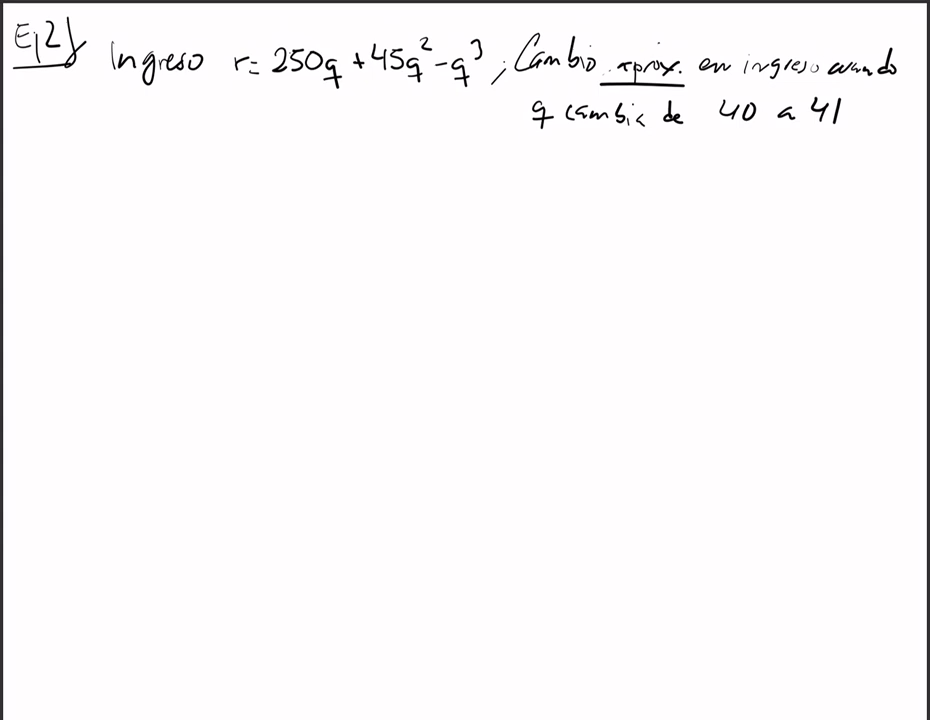 Ej2) Ingreso r= 250q +45q² -q³ , Cambio aprox. en ingreso cuando
q cambia de 40 a 41